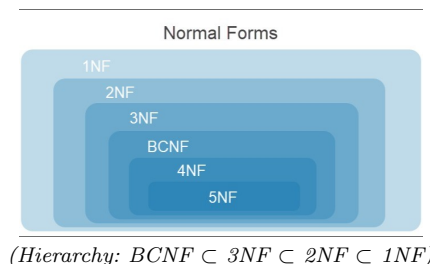 Normal Forms
1NF
2NF
3NF
BCNF
4NF
5NF
(Hierarchy: BCNF ⊂ 3NF ⊂ 2NF ⊂ 1NF)